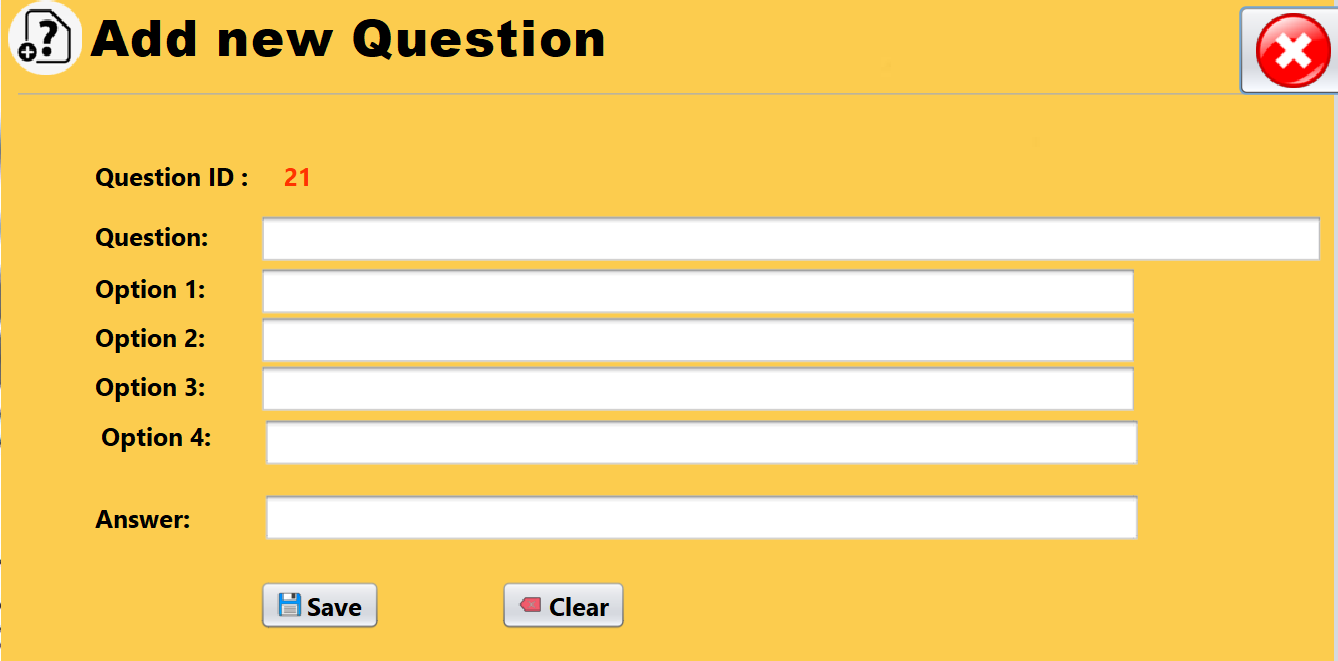 Add new Question
Question ID : 21
Question:
Option 1:
Option 2:
Option 3:
Option 4:
Answer:
Save Clear